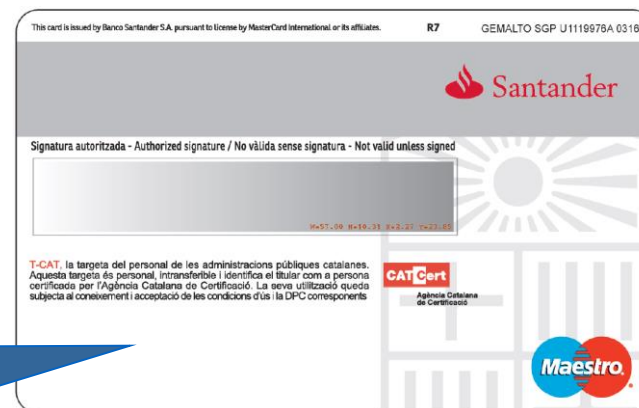 This card is issued by Banco Santander S.A. pursuant to license by MasterCard International or its affiliates. R7 GEMALTO SGP U1119976A 0316
Santander
Signatura autoritzada - Authorized signature / No vàlida sense signatura - Not valid unless signed
T-CAT, la targeta del personal de les administracions públiques catalanes.
Aquesta targeta és personal, intransferible i identifica el titular com a persona
certificada per l'Agència Catalana de Certificació. La seva utilització queda
subjecta al coneixement i acceptació de les condicions d'ús i la DPC corresponents
CATCert
Agència Catalana
de Certificació
Maestro